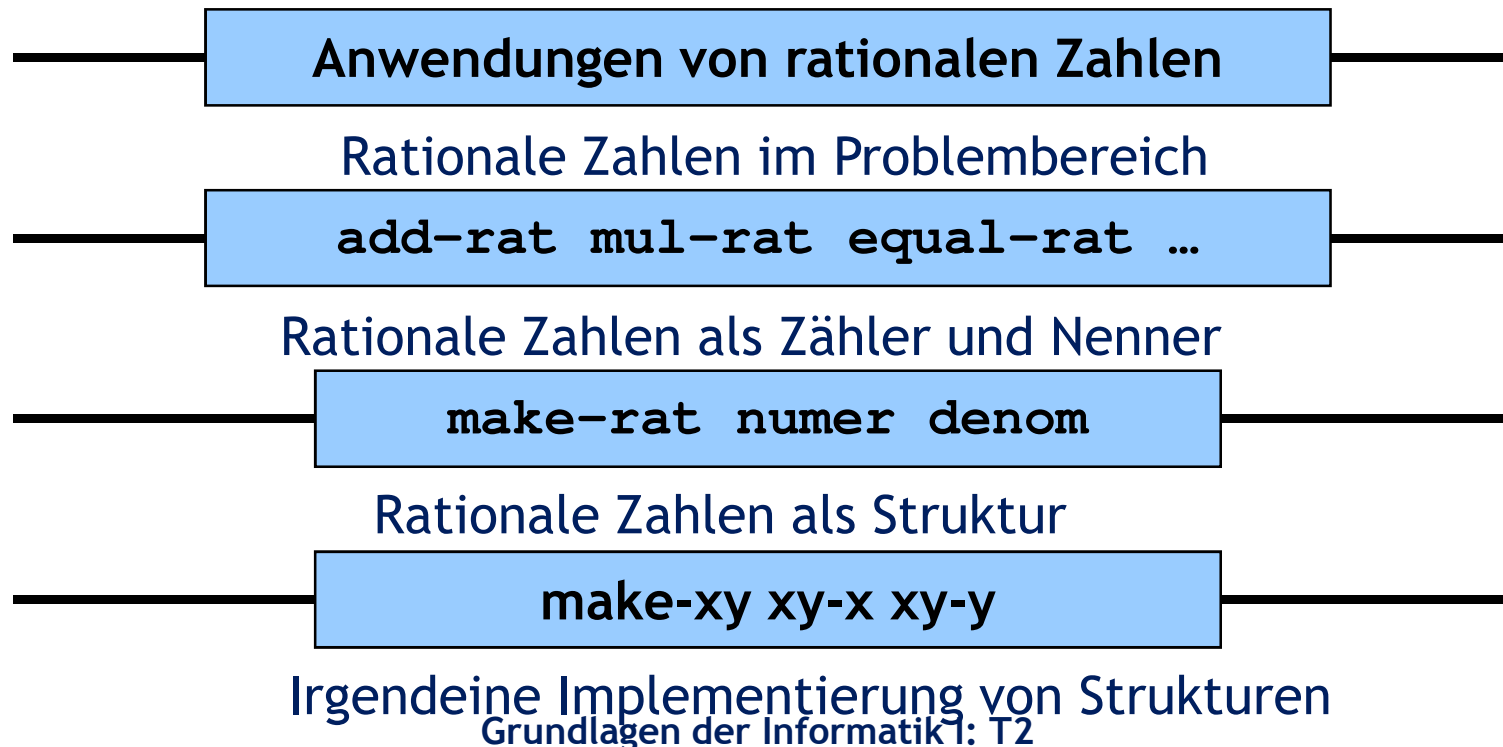 Anwendungen von rationalen Zahlen
Rationale Zahlen im Problembereich
add-rat mul-rat equal-rat …
Rationale Zahlen als Zähler und Nenner
make-rat numer denom
Rationale Zahlen als Struktur
make-xy xy-x xy-y
Irgendeine Implementierung von Strukturen
Grundlagen der Informatik I: T2